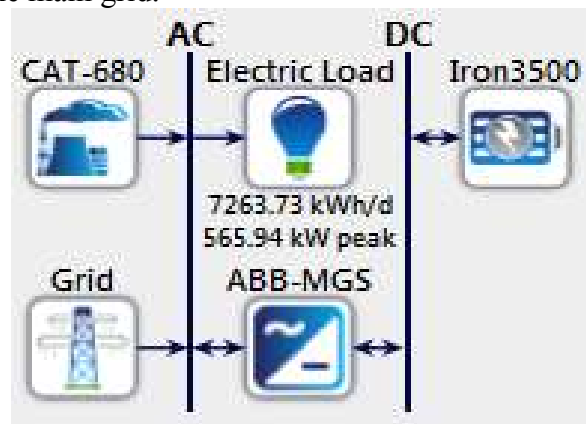 AC DC
CAT-680 Electric Load Iron3500
7263.73 kWh/d
565.94 kW peak
Grid ABB-MGS